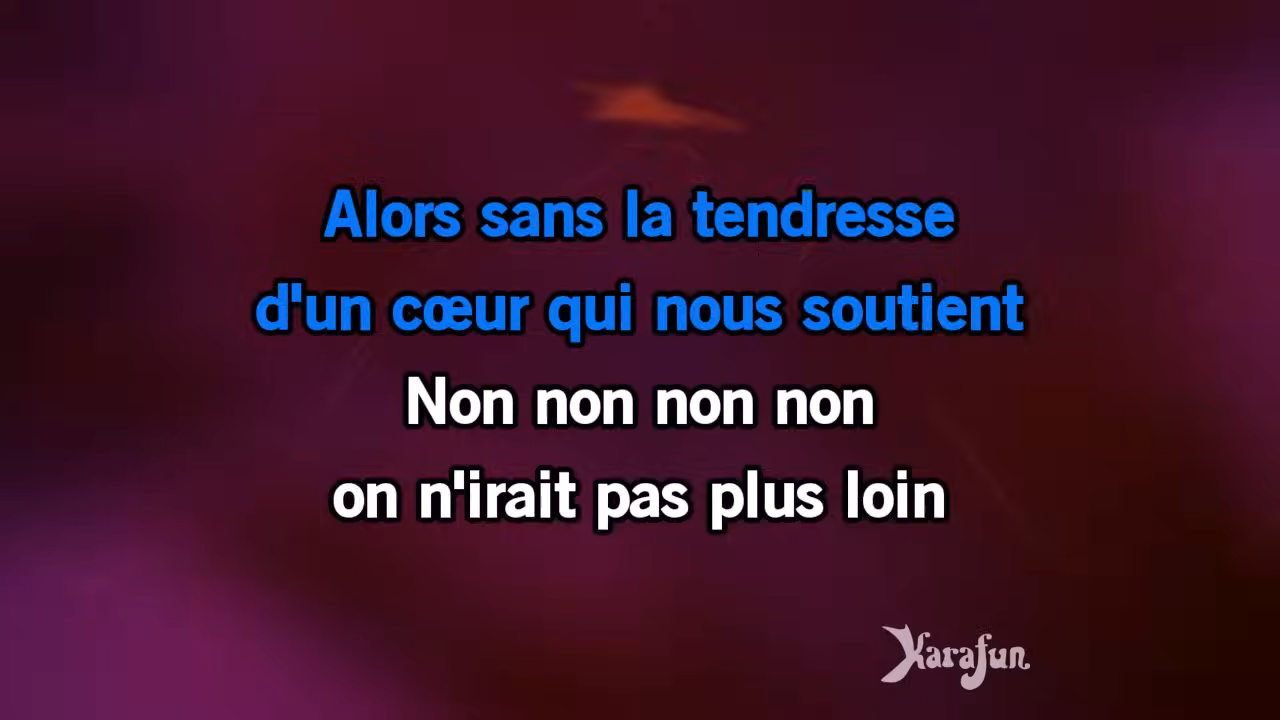 Alors sans la tendresse
d'un cœur qui nous soutient
Non non non non
on n'irait pas plus loin
Karafun